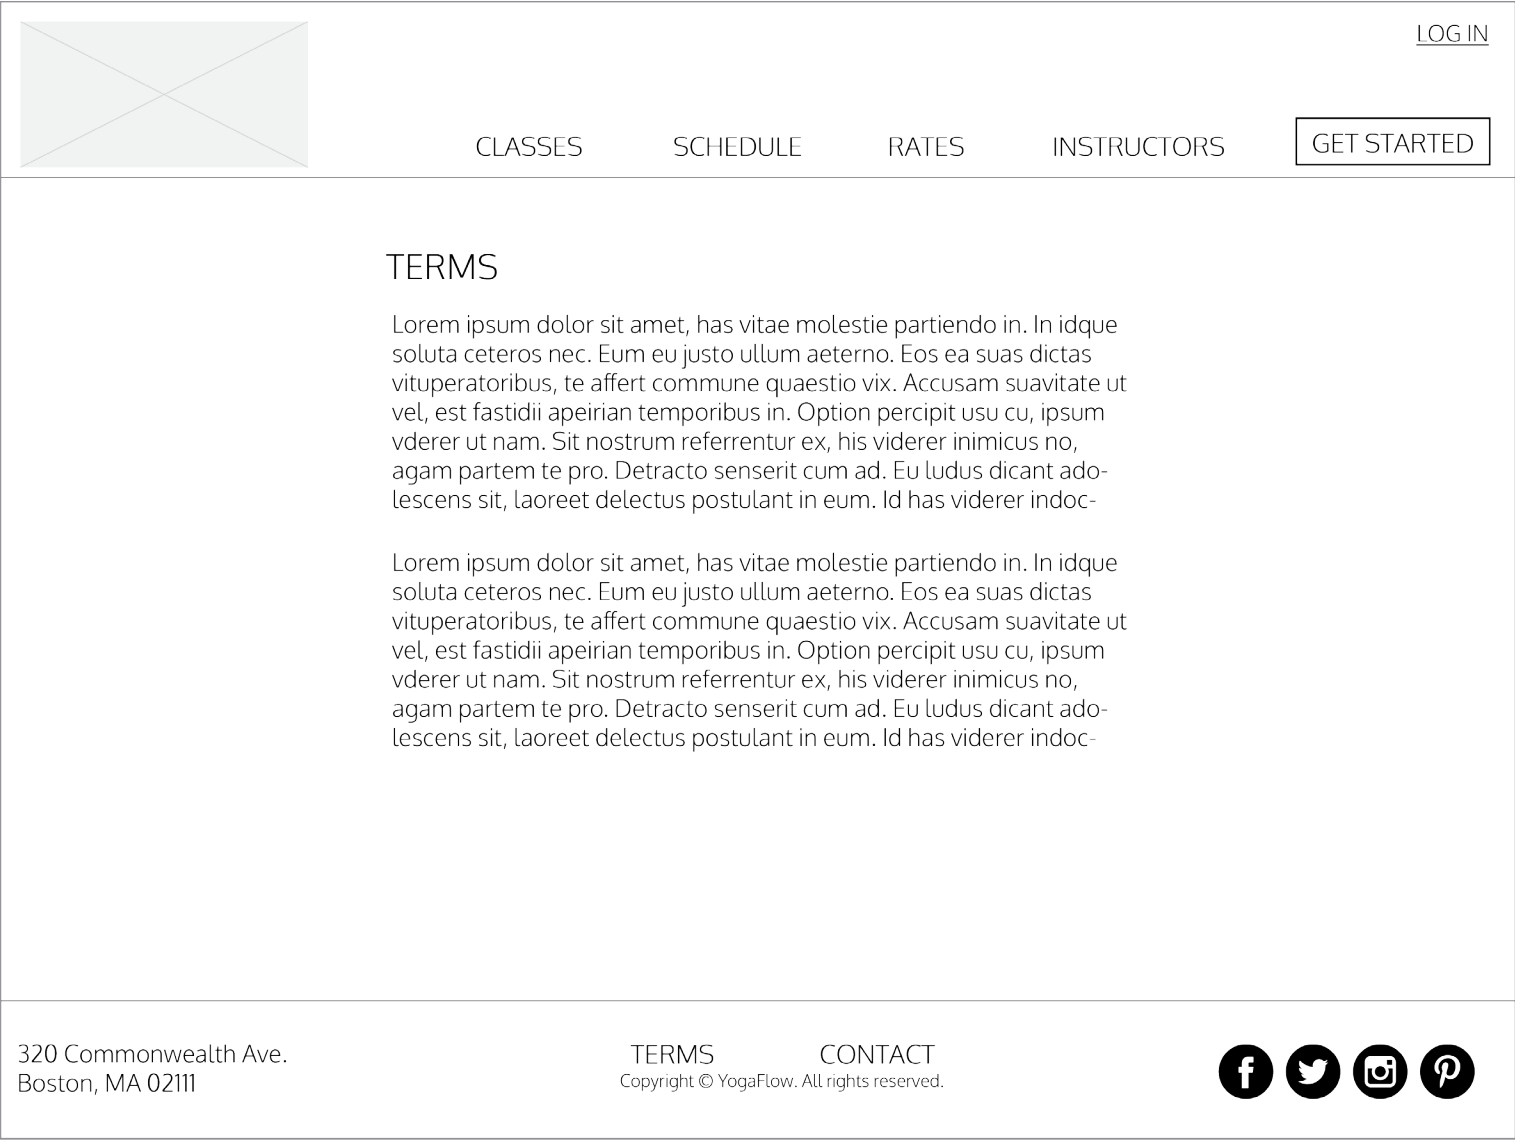 LOG IN
CLASSES SCHEDULE RATES INSTRUCTORS GET STARTED
TERMS
Lorem ipsum dolor sit amet, has vitae molestie partiendo in. In idque
soluta ceteros nec. Eum eu justo ullum aeterno. Eos ea suas dictas
vituperatoribus, te affert commune quaestio vix. Accusam suavitate ut
vel, est fastidii apeirian temporibus in. Option percipit usu cu, ipsum
vderer ut nam. Sit nostrum referrentur ex, his viderer inimicus no,
agam partem te pro. Detracto senserit cum ad. Eu ludus dicant ado-
lescens sit, laoreet delectus postulant in eum. Id has viderer indoc-
Lorem ipsum dolor sit amet, has vitae molestie partiendo in. In idque
soluta ceteros nec. Eum eu justo ullum aeterno. Eos ea suas dictas
vituperatoribus, te affert commune quaestio vix. Accusam suavitate ut
vel, est fastidii apeirian temporibus in. Option percipit usu cu, ipsum
vderer ut nam. Sit nostrum referrentur ex, his viderer inimicus no,
agam partem te pro. Detracto senserit cum ad. Eu ludus dicant ado-
lescens sit, laoreet delectus postulant in eum. Id has viderer indoc-
320 Commonwealth Ave.
Boston, MA 02111
TERMS CONTACT
Copyright © YogaFlow. All rights reserved.